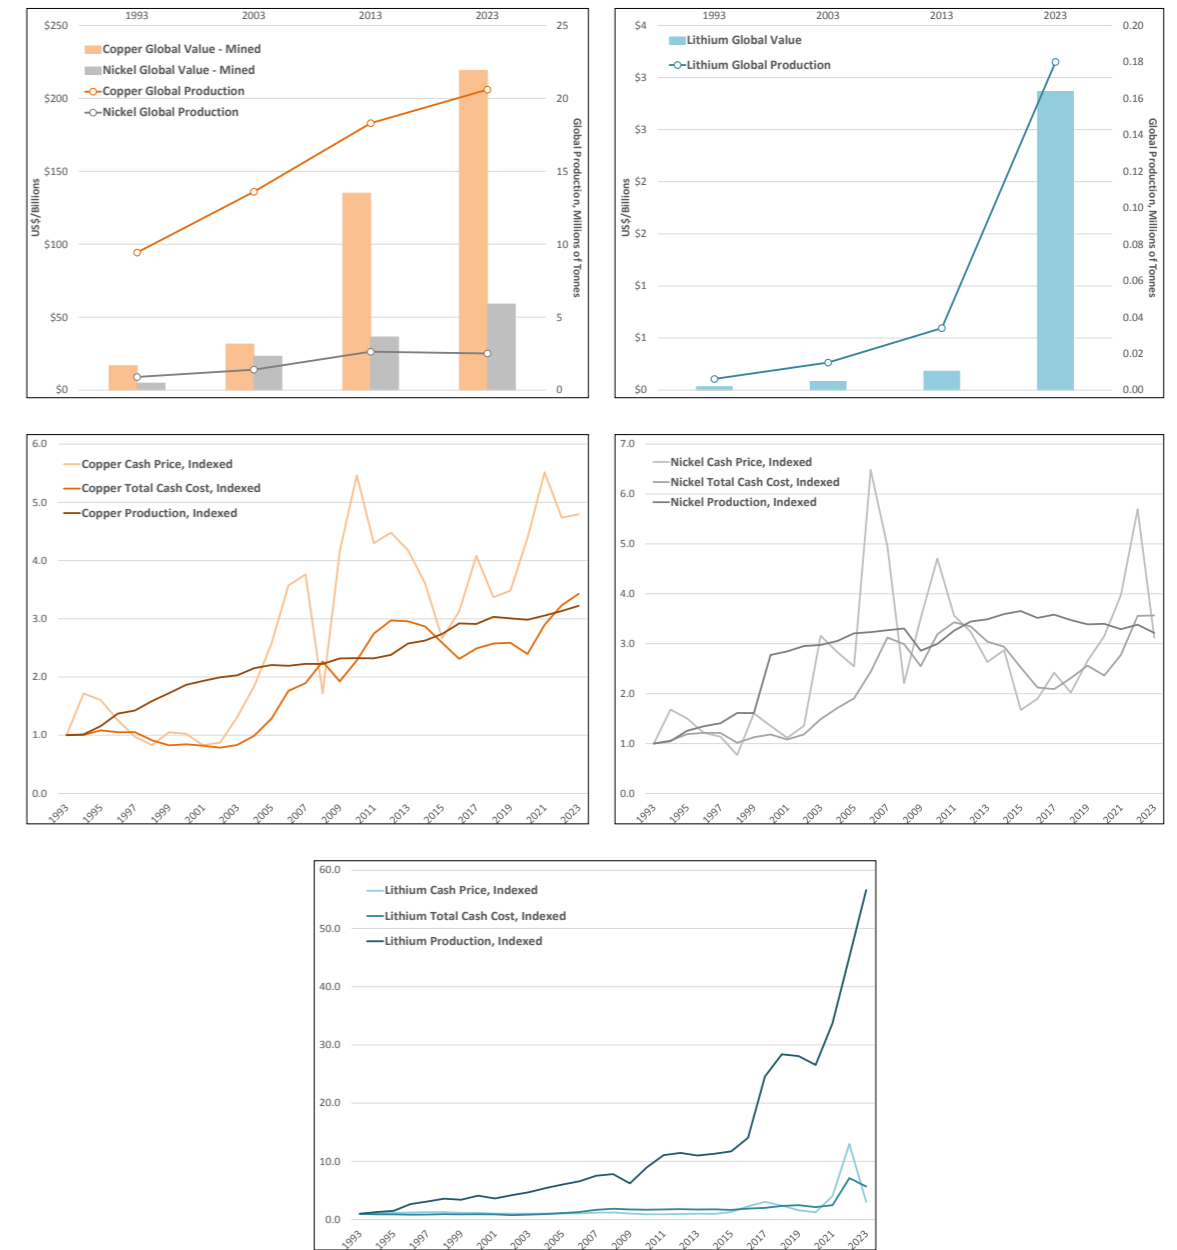 1993 2003 2013 2023
$250 25
Copper Global Value - Mined
Nickel Global Value - Mined
Copper Global Production
Nickel Global Production
$200 20
$150 15
$100 10
$50 5
$0 0
US$/Billions
Global Production, Millions of Tonnes
1993 2003 2013 2023
$4 0.20
Lithium Global Value
Lithium Global Production
0.18
$3
0.16
$3 0.14
0.12
$2
0.10
$2
0.08
$1 0.06
0.04
$1
0.02
$0 0.00
US$/Billions
Global Production, Millions of Tonnes
6.0
Copper Cash Price, Indexed
Copper Total Cash Cost, Indexed
Copper Production, Indexed
5.0
4.0
3.0
2.0
1.0
0.0
1993 1995 1997 1999 2001 2003 2005 2007 2009 2011 2013 2015 2017 2019 2021 2023
7.0
Nickel Cash Price, Indexed
Nickel Total Cash Cost, Indexed
Nickel Production, Indexed
6.0
5.0
4.0
3.0
2.0
1.0
0.0
1993 1995 1997 1999 2001 2003 2005 2007 2009 2011 2013 2015 2017 2019 2021 2023
60.0
Lithium Cash Price, Indexed
Lithium Total Cash Cost, Indexed
Lithium Production, Indexed
50.0
40.0
30.0
20.0
10.0
0.0
1993 1995 1997 1999 2001 2003 2005 2007 2009 2011 2013 2015 2017 2019 2021 2023